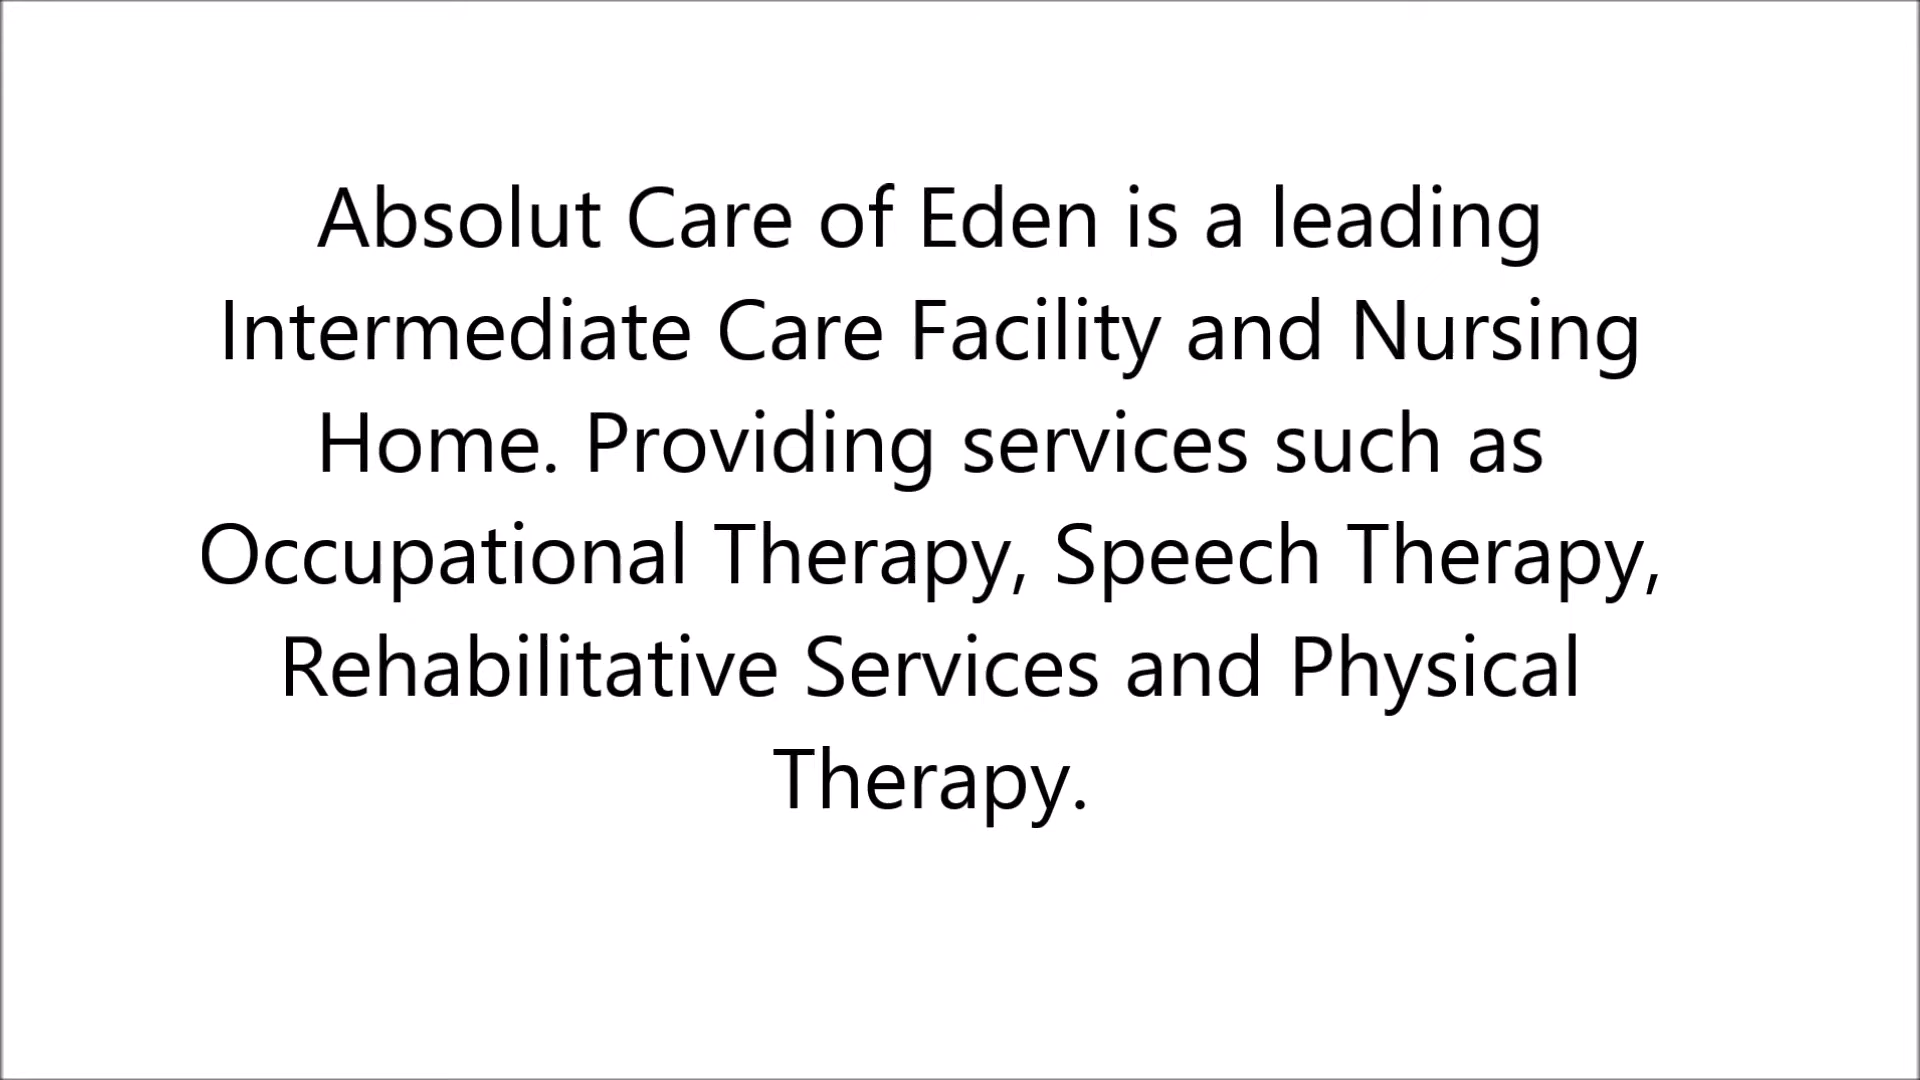 Absolut Care of Eden is a leading
Intermediate Care Facility and Nursing
Home. Providing services such as
Occupational Therapy, Speech Therapy,
Rehabilitative Services and Physical
Therapy.